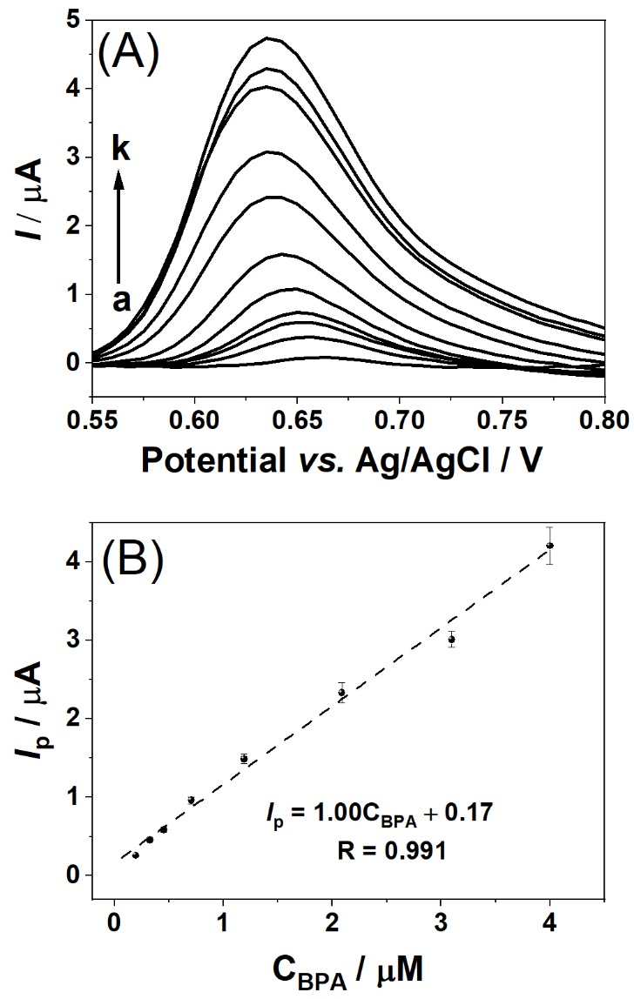 (A)
5
4
3
2
1
0
I / μA
k
a
0.55 0.60 0.65 0.70 0.75 0.80
Potential vs. Ag/AgCl / V
(B)
4
3
2
1
0
Ip / μA
Ip = 1.00CBPA + 0.17
R = 0.991
0 1 2 3 4
CBPA / μM